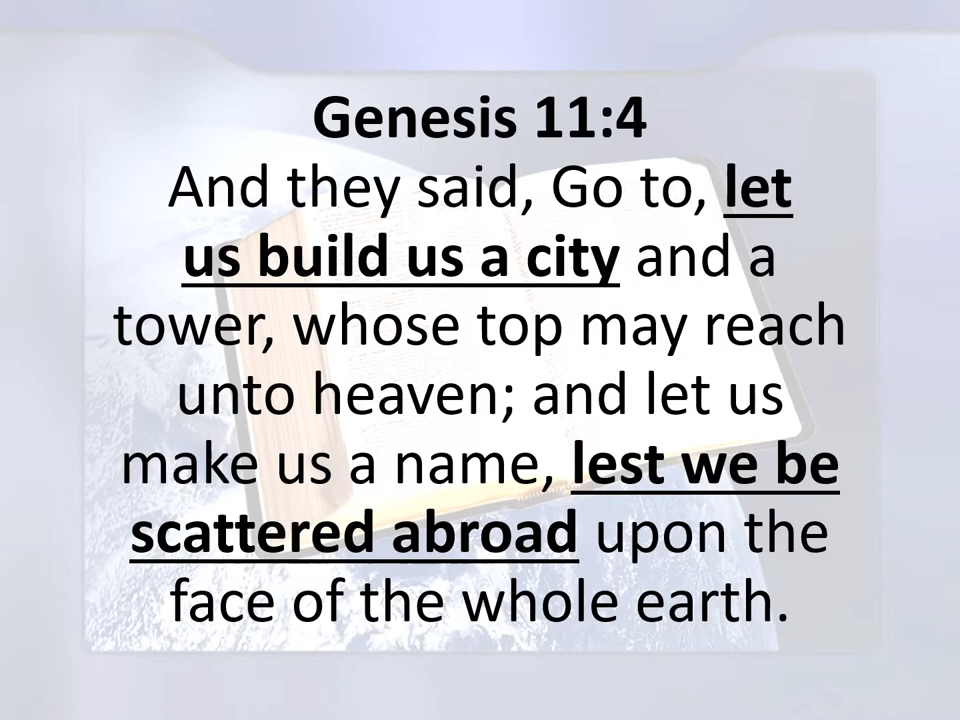 Genesis 11:4
And they said, Go to, let
us build us a city and a
tower, whose top may reach
unto heaven; and let us
make us a name, lest we be
scattered abroad upon the
face of the whole earth.